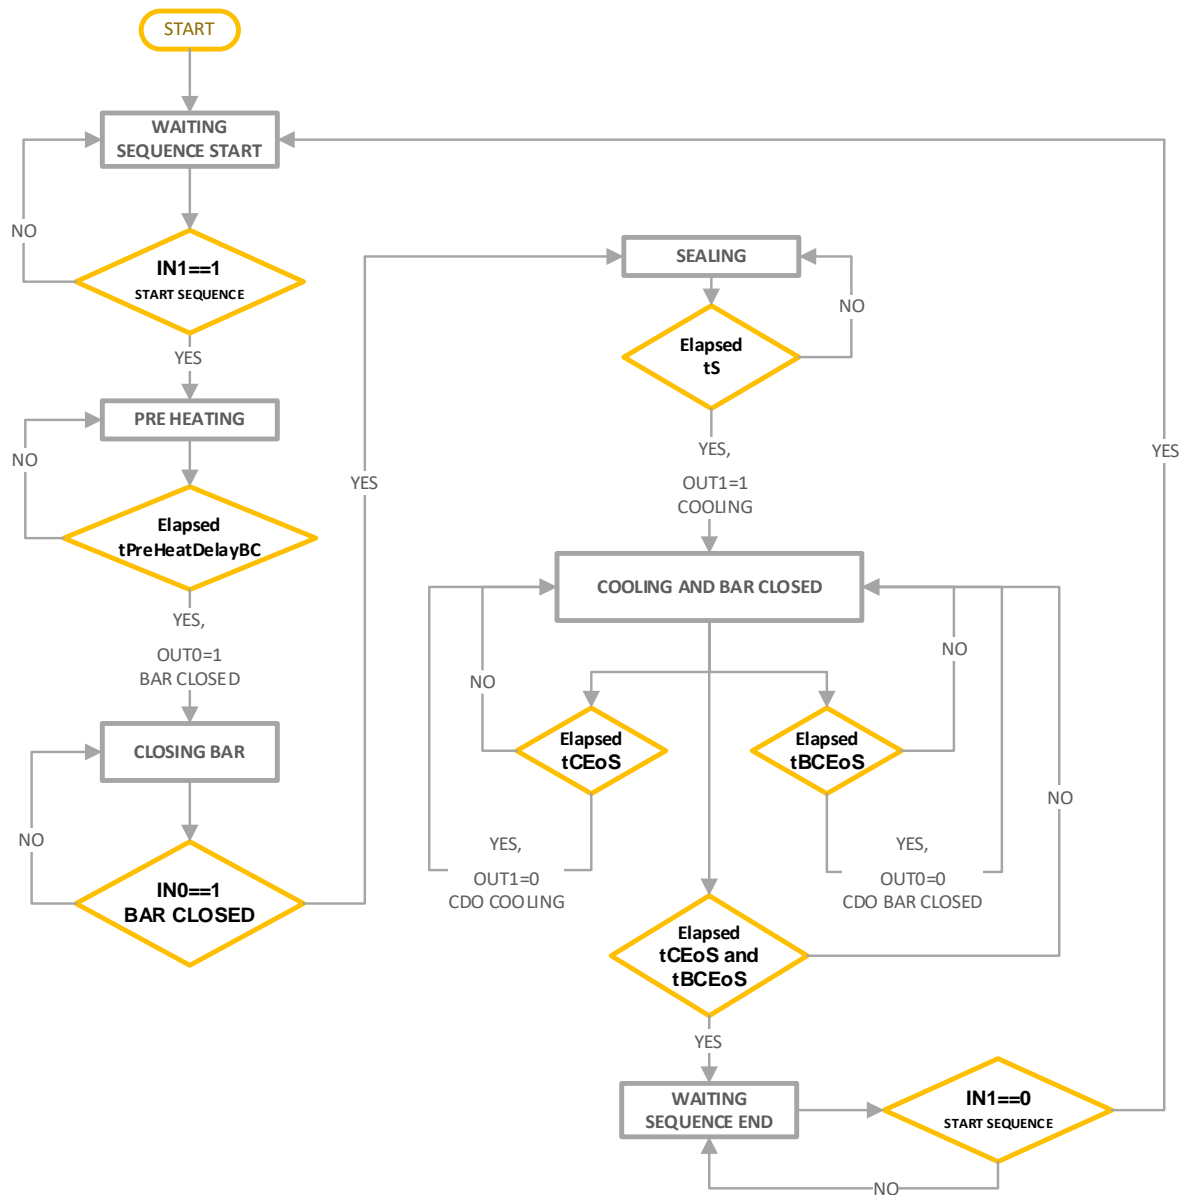 START
WAITING
SEQUENCE START
NO
IN1==1
START SEQUENCE
YES
PRE HEATING
NO
Elapsed
tPreHeatDelayBC
YES,
OUT0=1
BAR CLOSED
CLOSING BAR
NO
IN0==1
BAR CLOSED
YES
SEALING
NO
Elapsed
tS
YES,
OUT1=1
COOLING
COOLING AND BAR CLOSED
NO
Elapsed
tCEoS
YES,
OUT1=0
CDO COOLING
NO
Elapsed
tBCEoS
YES,
OUT0=0
CDO BAR CLOSED
NO
Elapsed
tCEoS and
tBCEoS
YES
WAITING
SEQUENCE END
IN1==0
START SEQUENCE
NO
YES